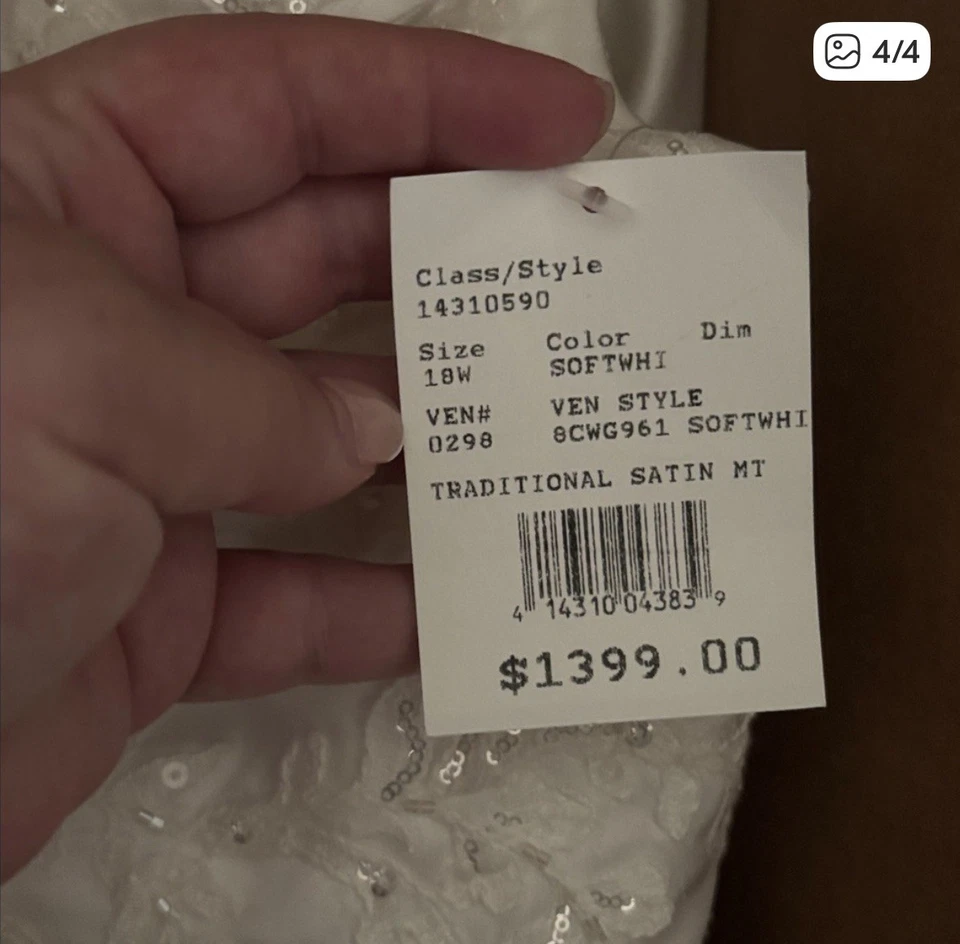 4/4
Class/Style
14310590
Size Color Dim
18W SOFTWHI
VEN# VEN STYLE
0298 8CWG961 SOFTWHI
TRADITIONAL SATIN MT
4 14310 04383 9
$1399.00